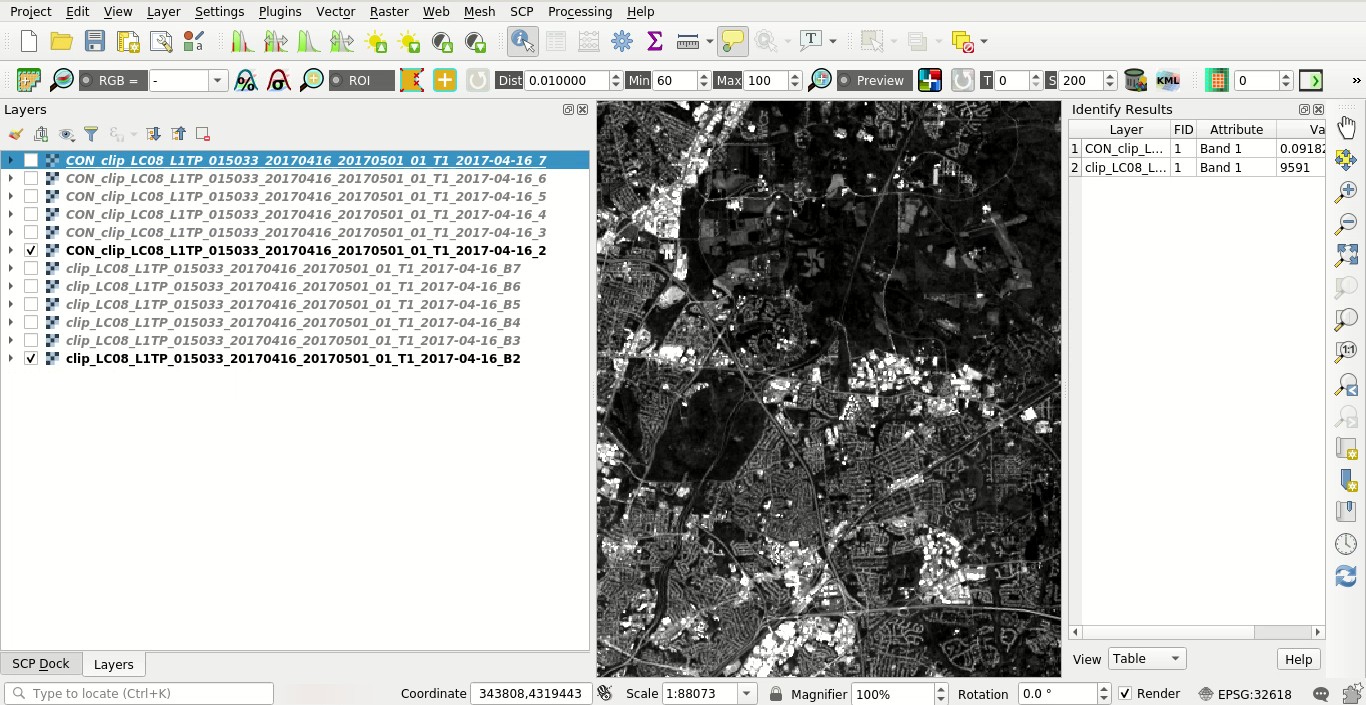 Project Edit View Layer Settings Plugins Vector Raster Web Mesh SCP Processing Help
RGB = - ROI Dist 0.010000 Min 60 Max 100 Preview T 0 S 200 KML 0 »
Layers
Identify Results
Layer FID Attribute Va
1 CON_clip_L... 1 Band 1 0.09182
2 clip_LC08_L... 1 Band 1 9591
CON_clip_LC08_L1TP_015033_20170416_20170501_01_T1_2017-04-16_7
CON_clip_LC08_L1TP_015033_20170416_20170501_01_T1_2017-04-16_6
CON_clip_LC08_L1TP_015033_20170416_20170501_01_T1_2017-04-16_5
CON_clip_LC08_L1TP_015033_20170416_20170501_01_T1_2017-04-16_4
CON_clip_LC08_L1TP_015033_20170416_20170501_01_T1_2017-04-16_3
CON_clip_LC08_L1TP_015033_20170416_20170501_01_T1_2017-04-16_2
clip_LC08_L1TP_015033_20170416_20170501_01_T1_2017-04-16_B7
clip_LC08_L1TP_015033_20170416_20170501_01_T1_2017-04-16_B6
clip_LC08_L1TP_015033_20170416_20170501_01_T1_2017-04-16_B5
clip_LC08_L1TP_015033_20170416_20170501_01_T1_2017-04-16_B4
clip_LC08_L1TP_015033_20170416_20170501_01_T1_2017-04-16_B3
clip_LC08_L1TP_015033_20170416_20170501_01_T1_2017-04-16_B2
1:1
View Table Help
SCP Dock Layers
Type to locate (Ctrl+K) Coordinate 343808,4319443 Scale 1:88073 Magnifier 100% Rotation 0.0 ° Render EPSG:32618